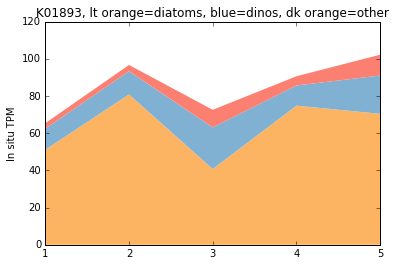 K01893, lt orange=diatoms, blue=dinos, dk orange=other
120
100
80
60
40
20
0
In situ TPM
1 2 3 4 5